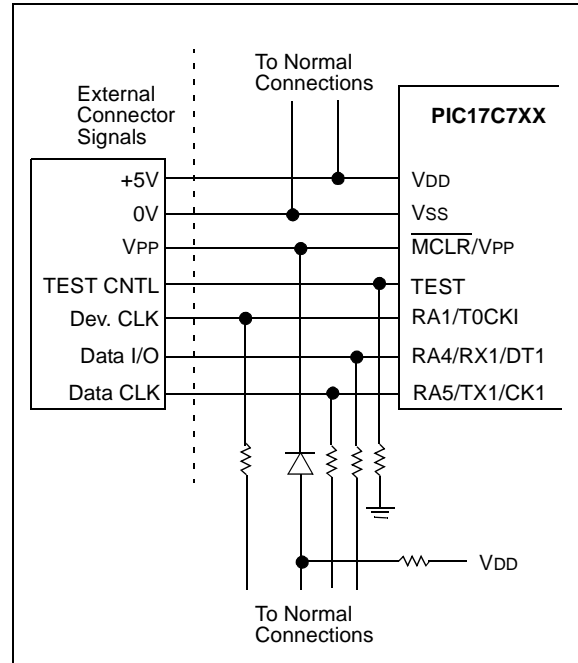 To Normal
Connections
External
Connector
Signals
PIC17C7XX
+5V
0V
VPP
TEST CNTL
Dev. CLK
Data I/O
Data CLK
VDD
VSS
MCLR/VPP
TEST
RA1/T0CKI
RA4/RX1/DT1
RA5/TX1/CK1
VDD
To Normal
Connections